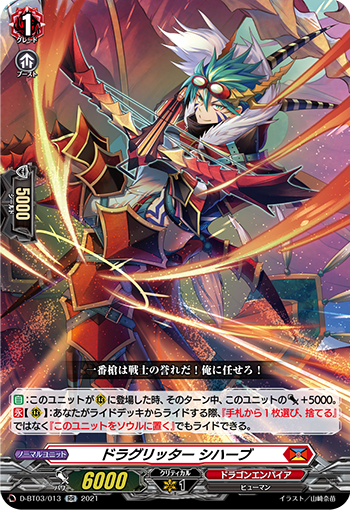 1
グレード
ブースト
5000
シールド
一番槍は戦士の誉れだ！俺に任せろ！
自：このユニットがⓇに登場した時、そのターン中、このユニットの+5000。
永【Ⓡ】：あなたがライドデッキからライドする際、『手札から1枚選び、捨てる』
ではなく『このユニットをソウルに置く』でもライドできる。
ノーマルユニット
ドラグリッター シハーブ
パワー
6000
クリティカル
1
ドラゴンエンパイア
ヒューマン
D-BT03/013 RR 2021
イラスト／山崎奈苗